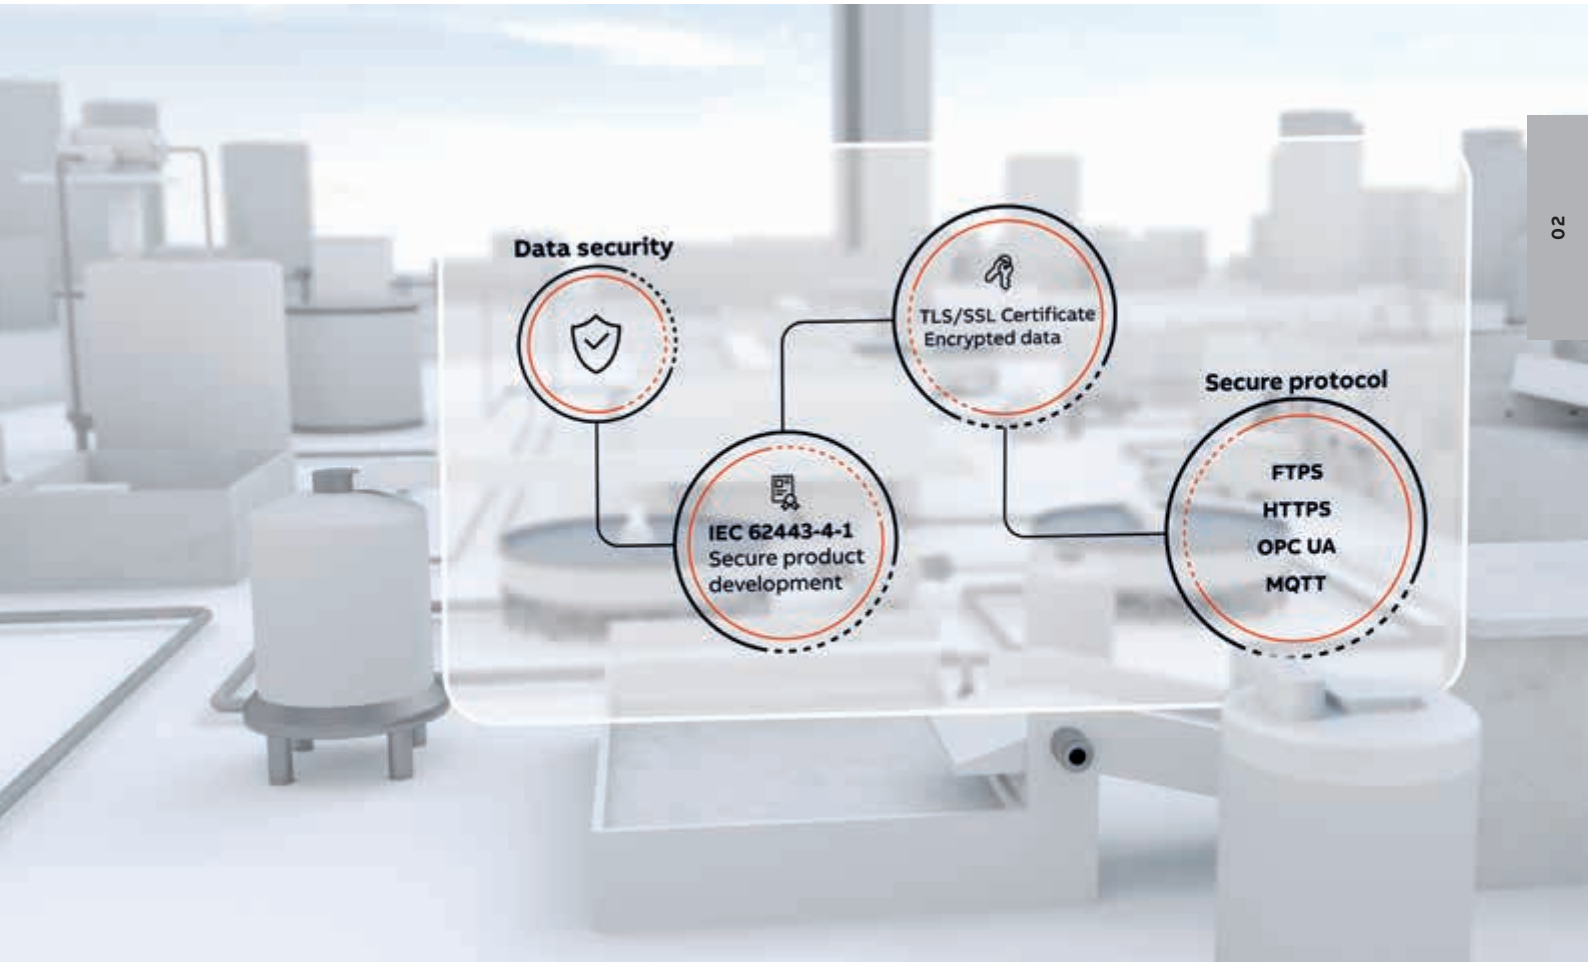 Data security
IEC 62443-4-1
Secure product
development
TLS/SSL Certificate
Encrypted data
Secure protocol
FTPS
HTTPS
OPC UA
MQTT
02